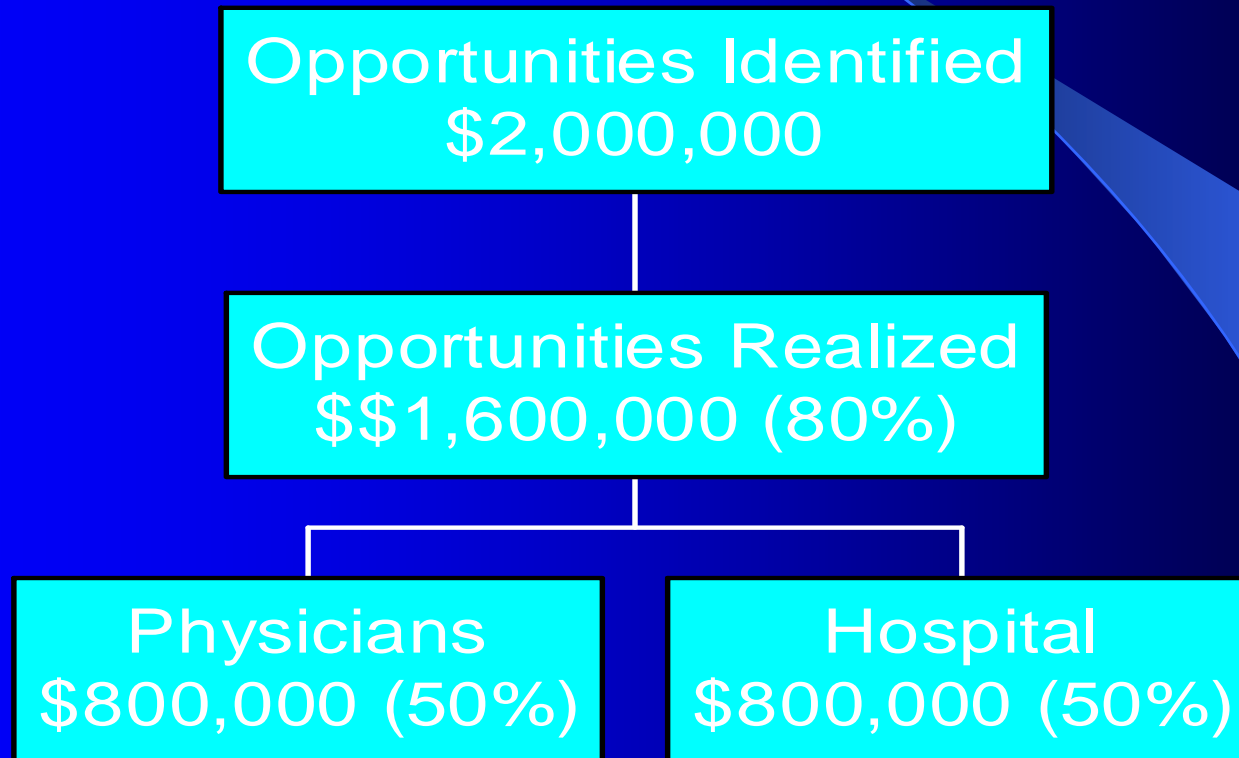 Opportunities Identified
$2,000,000
Opportunities Realized
$$1,600,000 (80%)
Physicians
$800,000 (50%)
Hospital
$800,000 (50%)